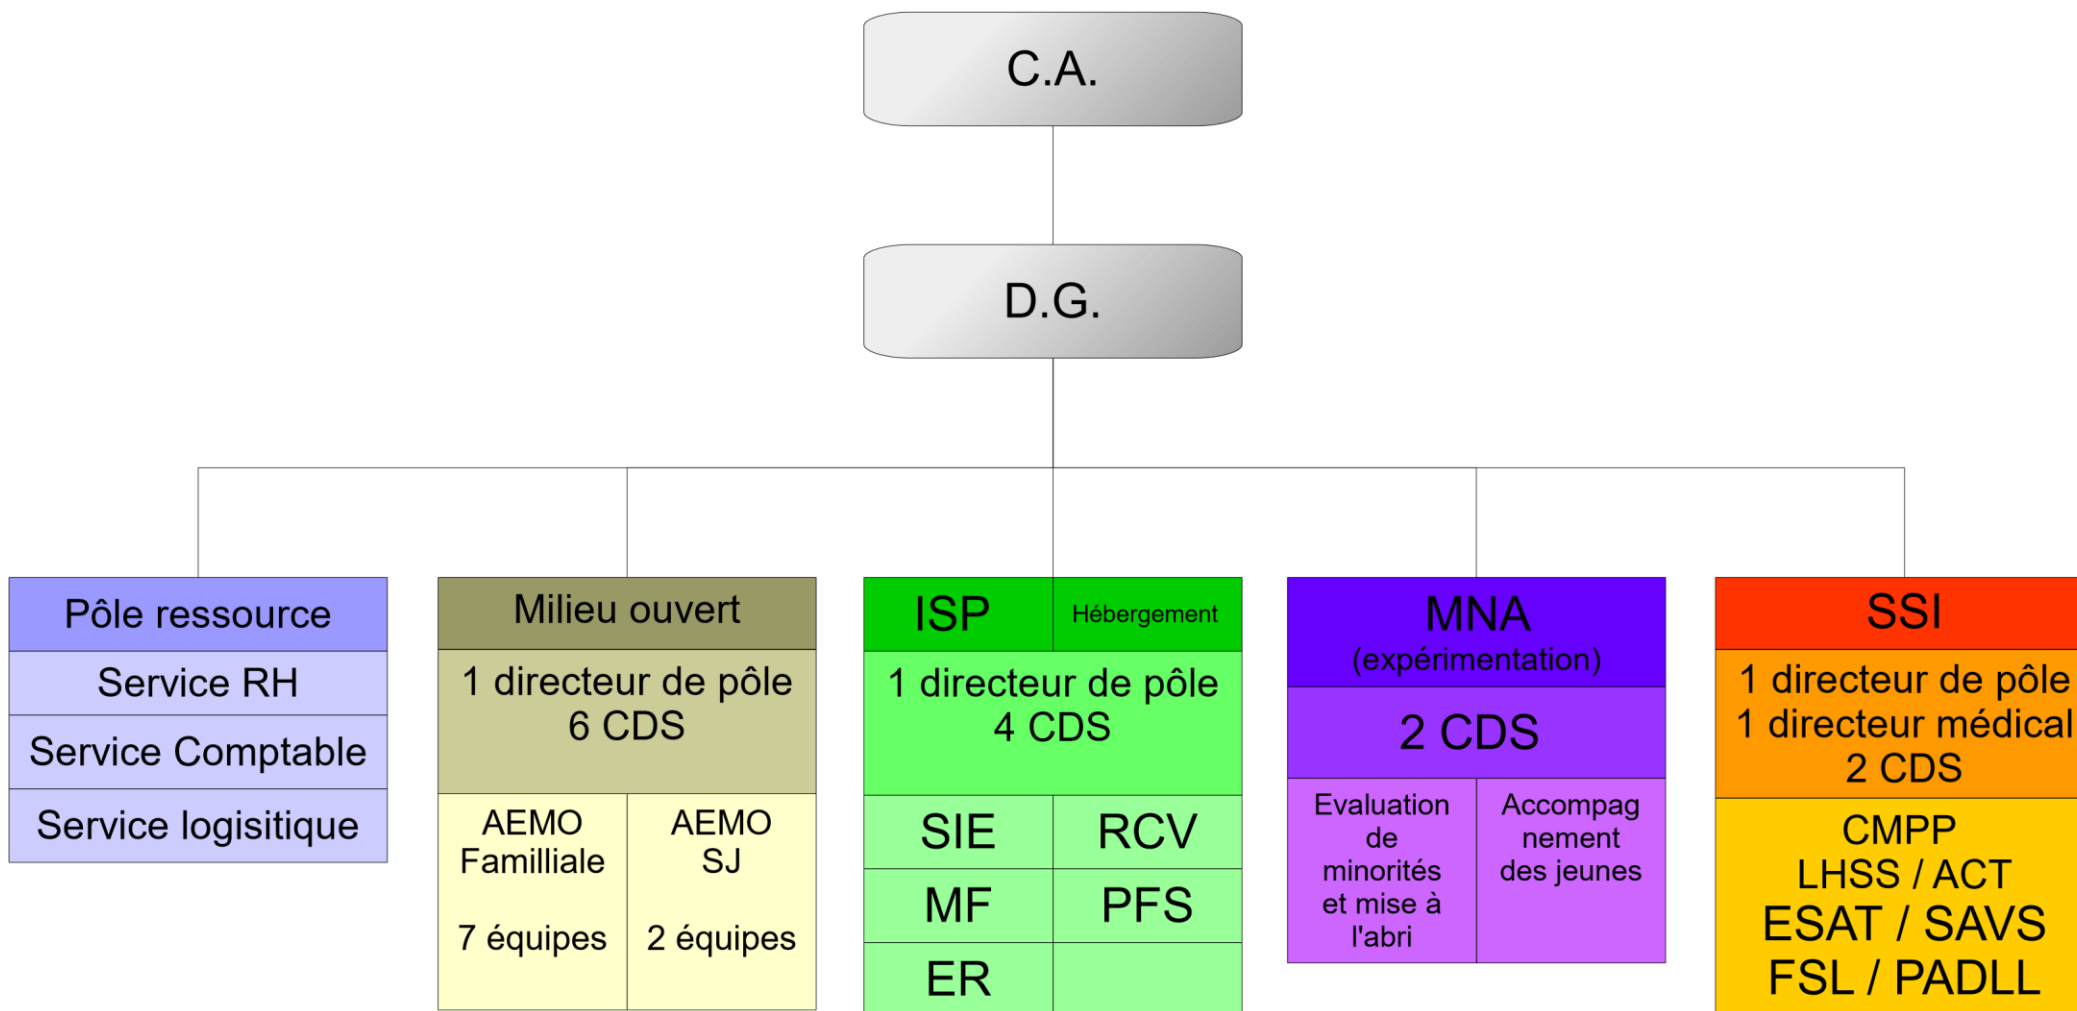 C.A.
D.G.
Pôle ressource
Service RH
Service Comptable
Service logisitique
Milieu ouvert
1 directeur de pôle
6 CDS
AEMO
Familliale
7 équipes
AEMO
SJ
2 équipes
ISP
Hébergement
1 directeur de pôle
4 CDS
SIE
RCV
MF
PFS
ER
MNA
(expérimentation)
2 CDS
Evaluation
de
minorités
et mise à
l'abri
Accompag
nement
des jeunes
SSI
1 directeur de pôle
1 directeur médical
2 CDS
CMPP
LHSS / ACT
ESAT / SAVS
FSL / PADLL